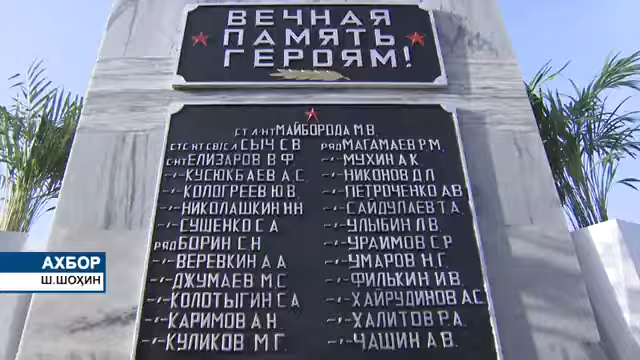 ВЕЧНАЯ
ПАМЯТЬ
ГЕРОЯМ!
СТ Л-НТ МАЙБОРОДА М.В.
СЫЧ С В
С-НТ ЕЛИЗАРОВ В Ф.
-〃- КУСЮКБАЕВ А.С.
-〃- КОЛОГРЕЕВ Ю В.
-〃- НИКОЛАШКИН Н Н
-〃- СУЩЕНКО С А
РЯД БОРИН С.Н
-〃- ВЕРЕВКИН А А
-〃- ДЖУМАЕВ М.С
-〃- КОЛОТЫГИН С.А
-〃- КАРИМОВ А.Н
-〃- КУЛИКОВ М Г.
РЯД МАГАМАЕВ Р.М.
-〃- МУХИН А К.
-〃- НИКОНОВ Д Л
-〃- ПЕТРОЧЕНКО А.В
-〃- САЙДУЛАЕВ Т.А
-〃- УЛЫБИН Л В.
-〃- УРАИМОВ С.Р
-〃- УМАРОВ Н.Г.
-〃- ФИЛЬКИН И.В.
-〃- ХАЙРУДИНОВ А.С
-〃- ХАЛИТОВ Р.А.
-〃- ЧАШИН А В.
АХБОР
Ш.ШОҲИН